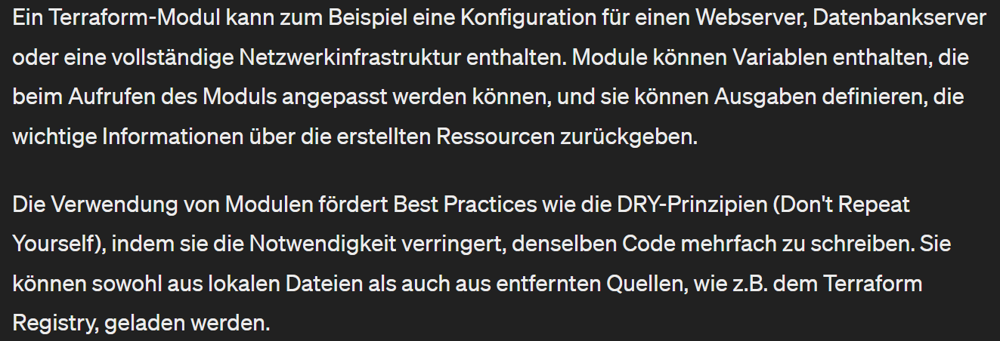 Ein Terraform-Modul kann zum Beispiel eine Konfiguration für einen Webserver, Datenbankserver
oder eine vollständige Netzwerkinfrastruktur enthalten. Module können Variablen enthalten, die
beim Aufrufen des Moduls angepasst werden können, und sie können Ausgaben definieren, die
wichtige Informationen über die erstellten Ressourcen zurückgeben.
Die Verwendung von Modulen fördert Best Practices wie die DRY-Prinzipien (Don't Repeat
Yourself), indem sie die Notwendigkeit verringert, denselben Code mehrfach zu schreiben. Sie
können sowohl aus lokalen Dateien als auch aus entfernten Quellen, wie z.B. dem Terraform
Registry, geladen werden.